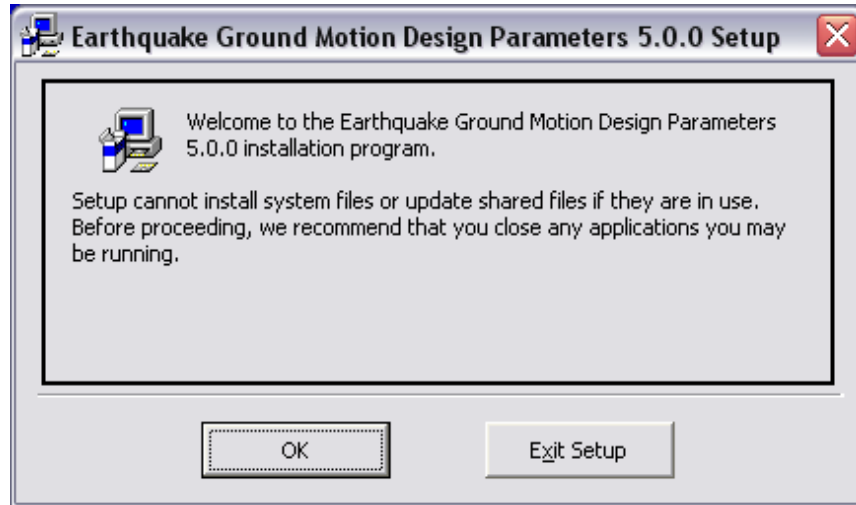 Earthquake Ground Motion Design Parameters 5.0.0 Setup
Welcome to the Earthquake Ground Motion Design Parameters
5.0.0 installation program.
Setup cannot install system files or update shared files if they are in use.
Before proceeding, we recommend that you close any applications you may
be running.
OK
Exit Setup